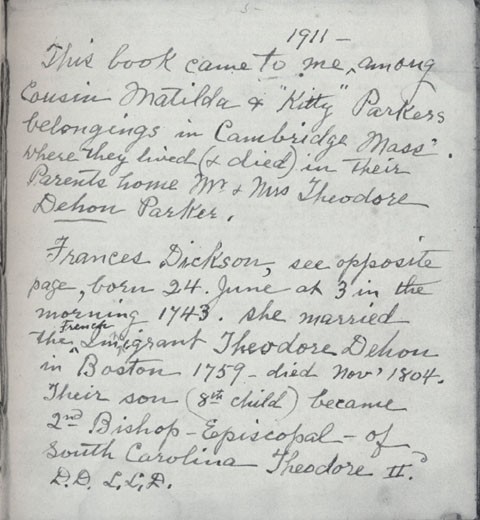 1911 –
This book came to me, among
Cousin Matilda & "Kitty" Parkers
belongings in Cambridge Mass.
where they lived (& died) in their
Parents home Mr & Mrs Theodore
Dehon Parker.
Frances Dickson, see opposite
page, born 24. June at 3 in the
morning 1743. she married
the French Imigrant Theodore Dehon
in Boston 1759 – died Nov' 1804.
Their son (8th child) became
2nd Bishop – Episcopal – of
South Carolina Theodore II.d
D.D. L.L.D.